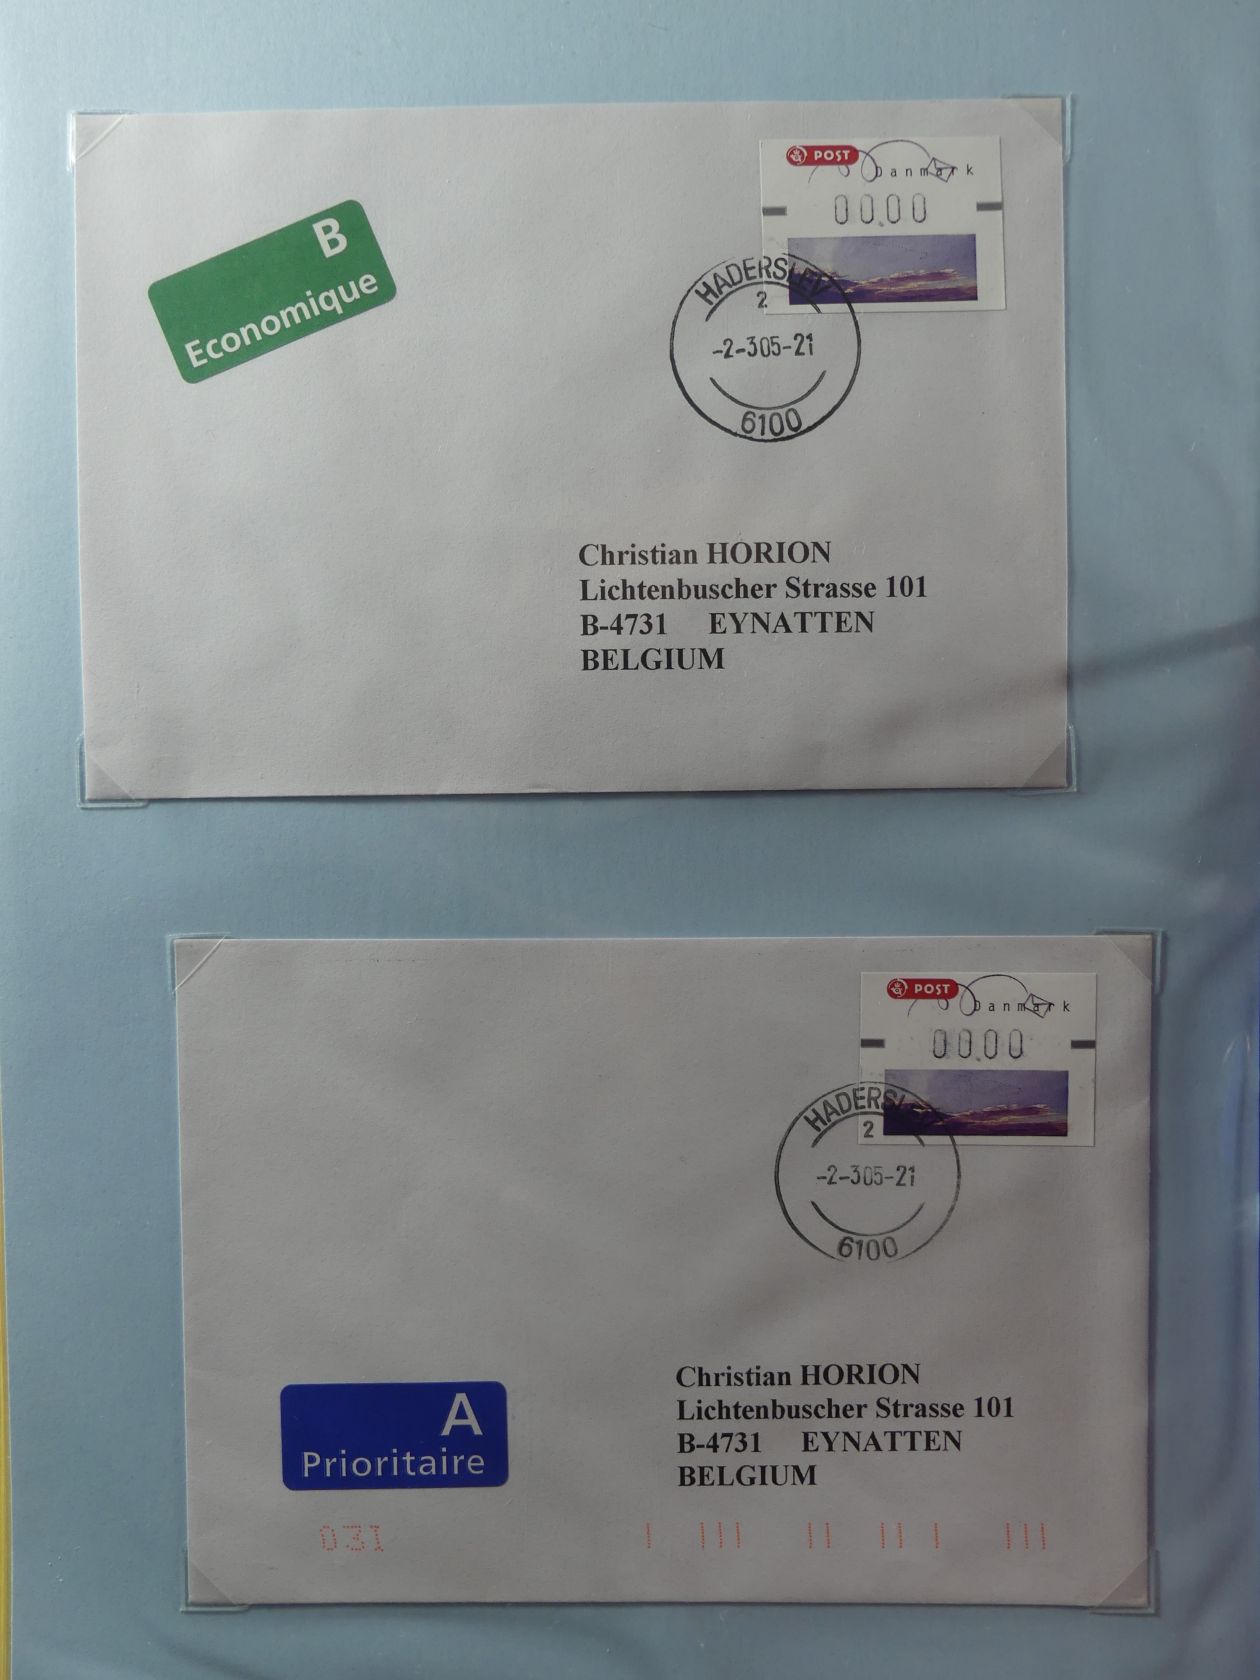 POST
Danmark
00.00
B
Economique
HADERSLEV
2
-2-305-21
6100
Christian HORION
Lichtenbuscher Strasse 101
B-4731 EYNATTEN
BELGIUM
POST
Danmark
00.00
HADERSLEV
2
-2-305-21
6100
Christian HORION
Lichtenbuscher Strasse 101
B-4731 EYNATTEN
BELGIUM
A
Prioritaire
031